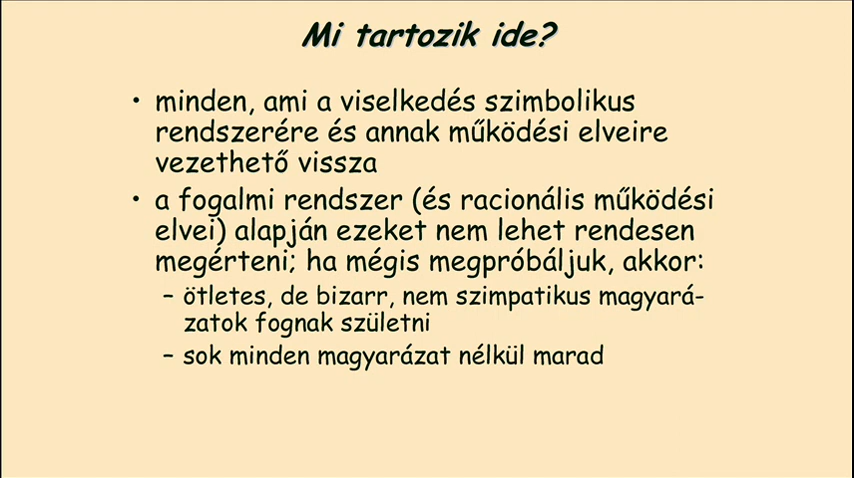 Mi tartozik ide?
• minden, ami a viselkedés szimbolikus
rendszerére és annak működési elveire
vezethető vissza
• a fogalmi rendszer (és racionális működési
elvei) alapján ezeket nem lehet rendesen
megérteni; ha mégis megpróbáljuk, akkor:
– ötletes, de bizarr, nem szimpatikus magyará-
zatok fognak születni
– sok minden magyarázat nélkül marad